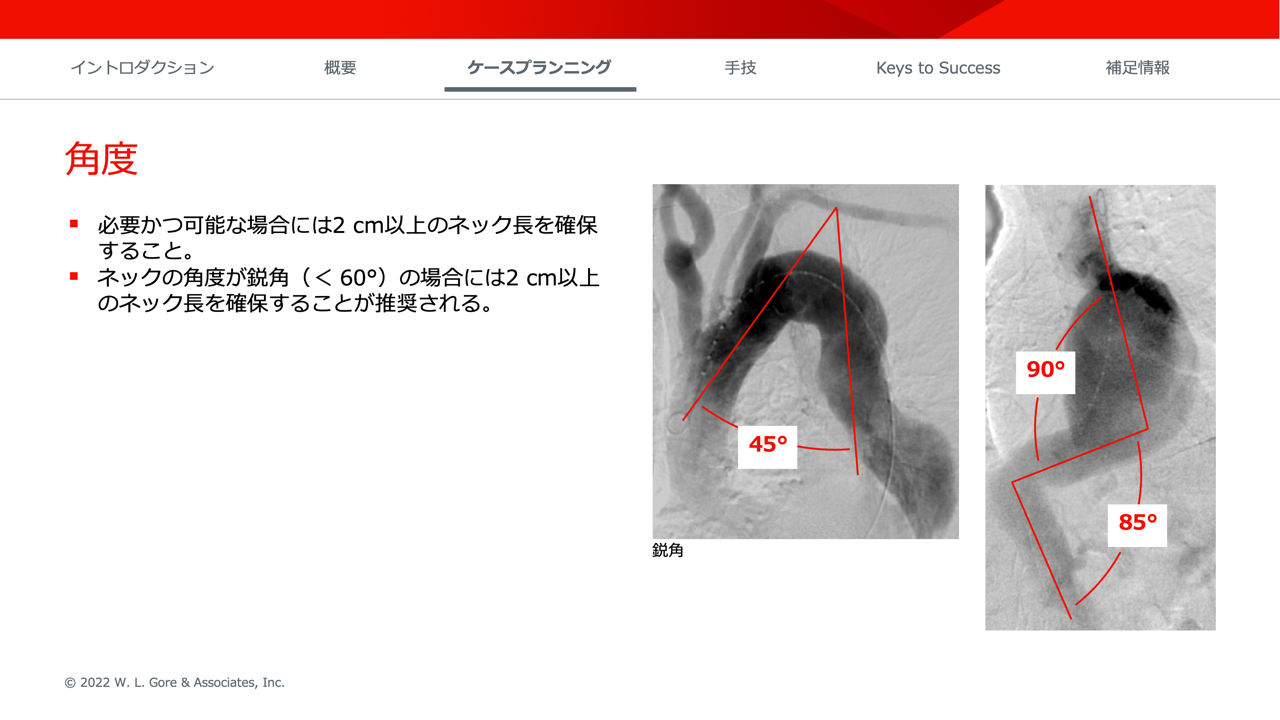 イントロダクション
概要
ケースプランニング
手技
Keys to Success
補足情報
角度
必要かつ可能な場合には2 cm以上のネック長を確保
すること。
ネックの角度が鋭角（< 60°）の場合には2 cm以上
のネック長を確保することが推奨される。
45°
鋭角
90°
85°
© 2022 W. L. Gore & Associates, Inc.